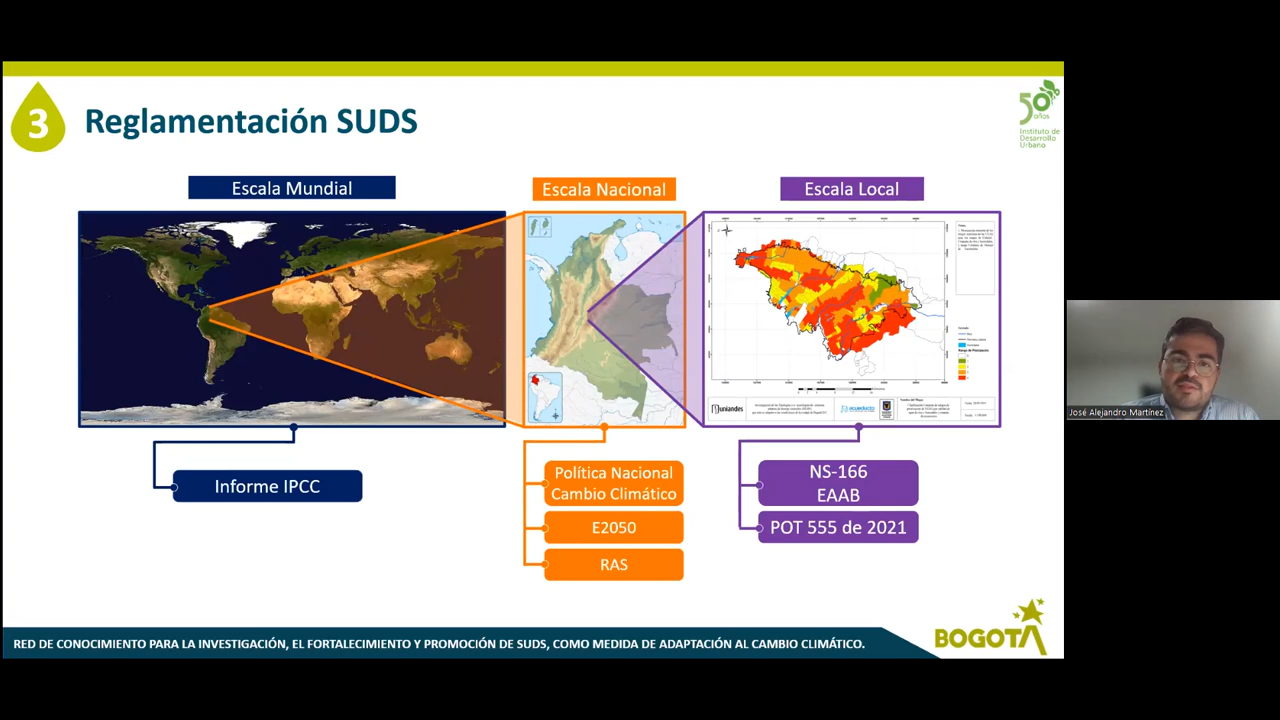 3
Reglamentación SUDS
50
años
Instituto de
Desarrollo
Urbano
Escala Mundial
Escala Nacional
Escala Local
uniandes
acueducto
Informe IPCC
Política Nacional
Cambio Climático
E2050
RAS
NS-166
EAAB
POT 555 de 2021
José Alejandro Martínez
RED DE CONOCIMIENTO PARA LA INVESTIGACIÓN, EL FORTALECIMIENTO Y PROMOCIÓN DE SUDS, COMO MEDIDA DE ADAPTACIÓN AL CAMBIO CLIMÁTICO.
BOGOTÁ